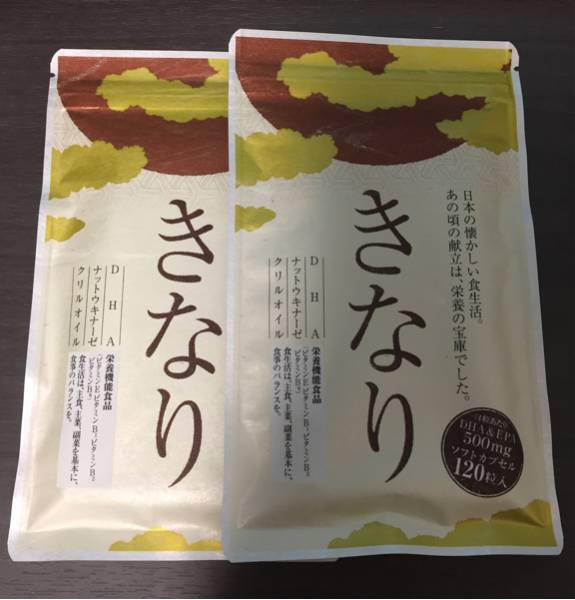 日本の懐かしい食生活。
あの頃の献立は、栄養の宝庫でした。
きなり
DHA
ナットウキナーゼ
クリルオイル
栄養機能食品
食生活は、主食、主菜、副菜を基本に、
食事のバランスを。
4粒あたり
DHA&EPA
500mg
ソフトカプセル
120粒入
きなり
DHA
ナットウキナーゼ
クリルオイル
栄養機能食品
食生活は、主食、主菜、副菜を基本に、
食事のバランスを。